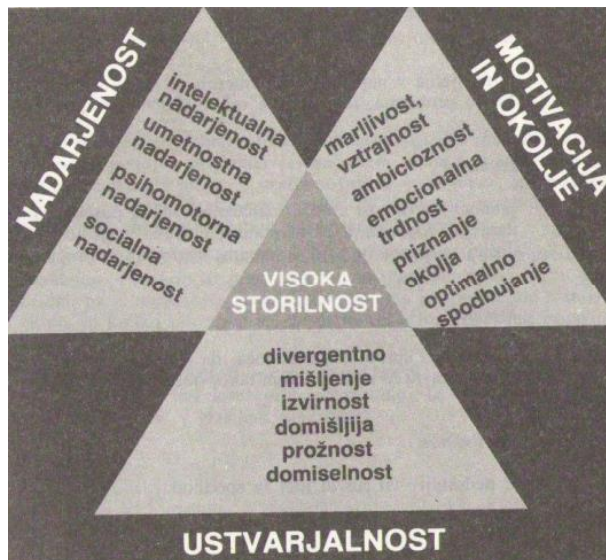 NADARJENOST
intelektualna
nadarjenost
umetnostna
nadarjenost
psihomotorna
nadarjenost
socialna
nadarjenost
MOTIVACIJA
IN OKOLJE
marljivost,
vztrajnost
ambicioznost
emocionalna
trdnost
priznanje
okolja
optimalno
spodbujanje
VISOKA
STORILNOST
divergentno
mišljenje
izvirnost
domišljija
prožnost
domiselnost
USTVARJALNOST